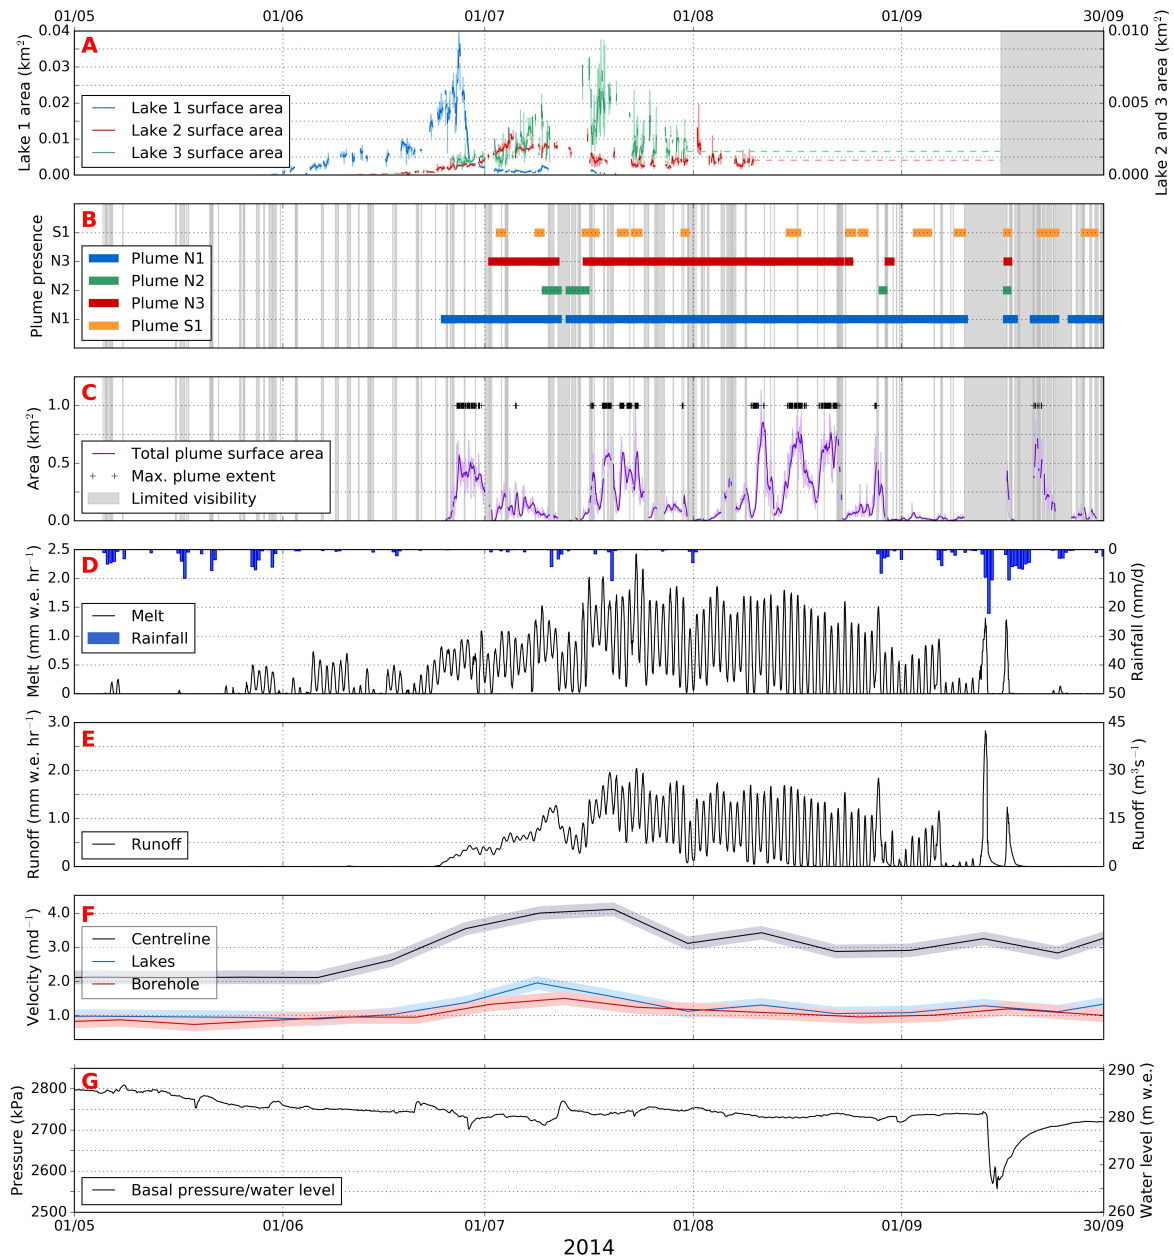 01/05 01/06 01/07 01/08 01/09 30/09
A
Lake 1 area (km²)
0.04
0.03
0.02
0.01
0.00
Lake 1 surface area
Lake 2 surface area
Lake 3 surface area
0.010
0.005
0.000
Lake 2 and 3 area (km²)
B
Plume presence
S1
N3
N2
N1
Plume N1
Plume N2
Plume N3
Plume S1
C
Area (km²)
1.0
0.5
0.0
Total plume surface area
Max. plume extent
Limited visibility
D
Melt (mm w.e. hr⁻¹)
2.5
2.0
1.5
1.0
0.5
0
Melt
Rainfall
0
10
20
30
40
50
Rainfall (mm/d)
E
Runoff (mm w.e. hr⁻¹)
3.0
2.0
1.0
0
Runoff
45
30
15
0
Runoff (m³s⁻¹)
F
Velocity (md⁻¹)
4.0
3.0
2.0
1.0
Centreline
Lakes
Borehole
G
Pressure (kPa)
2800
2700
2600
2500
Basal pressure/water level
290
280
270
260
Water level (m w.e.)
01/05 01/06 01/07 01/08 01/09 30/09
2014